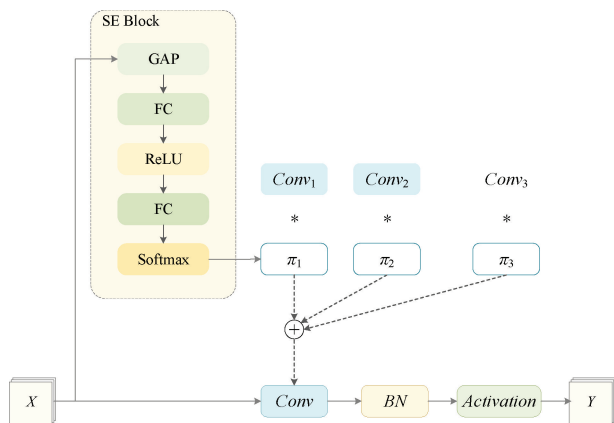 SE Block
GAP
FC
ReLU
FC
Softmax
Conv₁ Conv₂ Conv₃
* * *
π₁ π₂ π₃
+
X Conv BN Activation Y